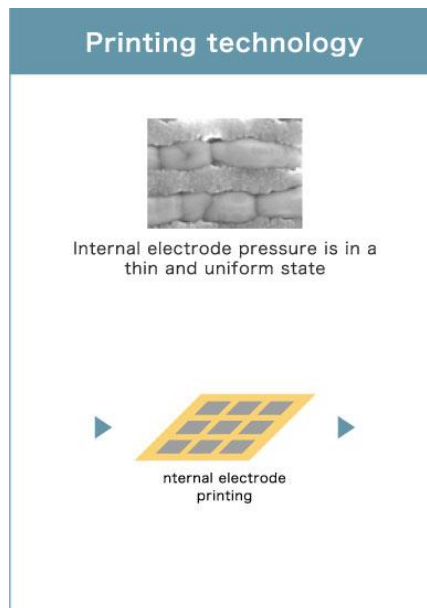 Printing technology
Internal electrode pressure is in a
thin and uniform state
nternal electrode
printing